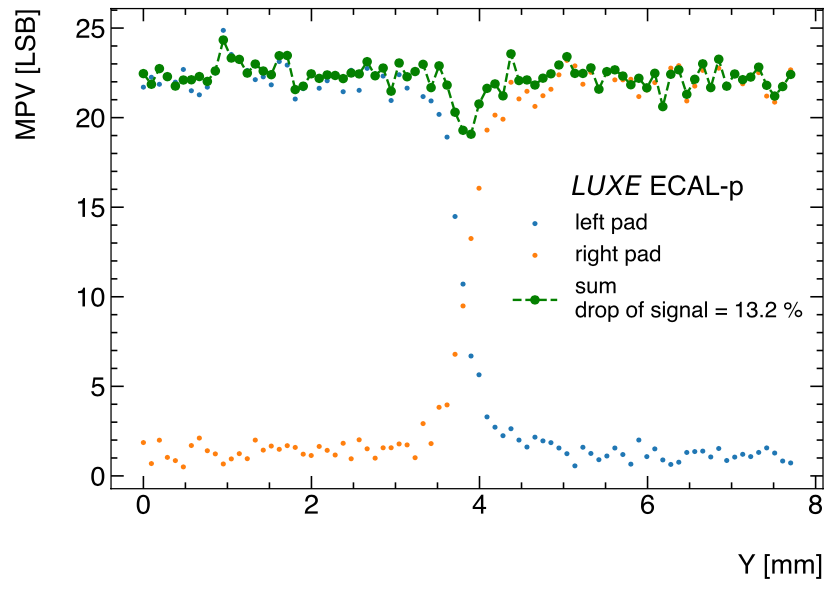 MPV [LSB]
25
20
15
10
5
0
LUXE ECAL-p
left pad
right pad
sum
drop of signal = 13.2 %
0 2 4 6 8
Y [mm]